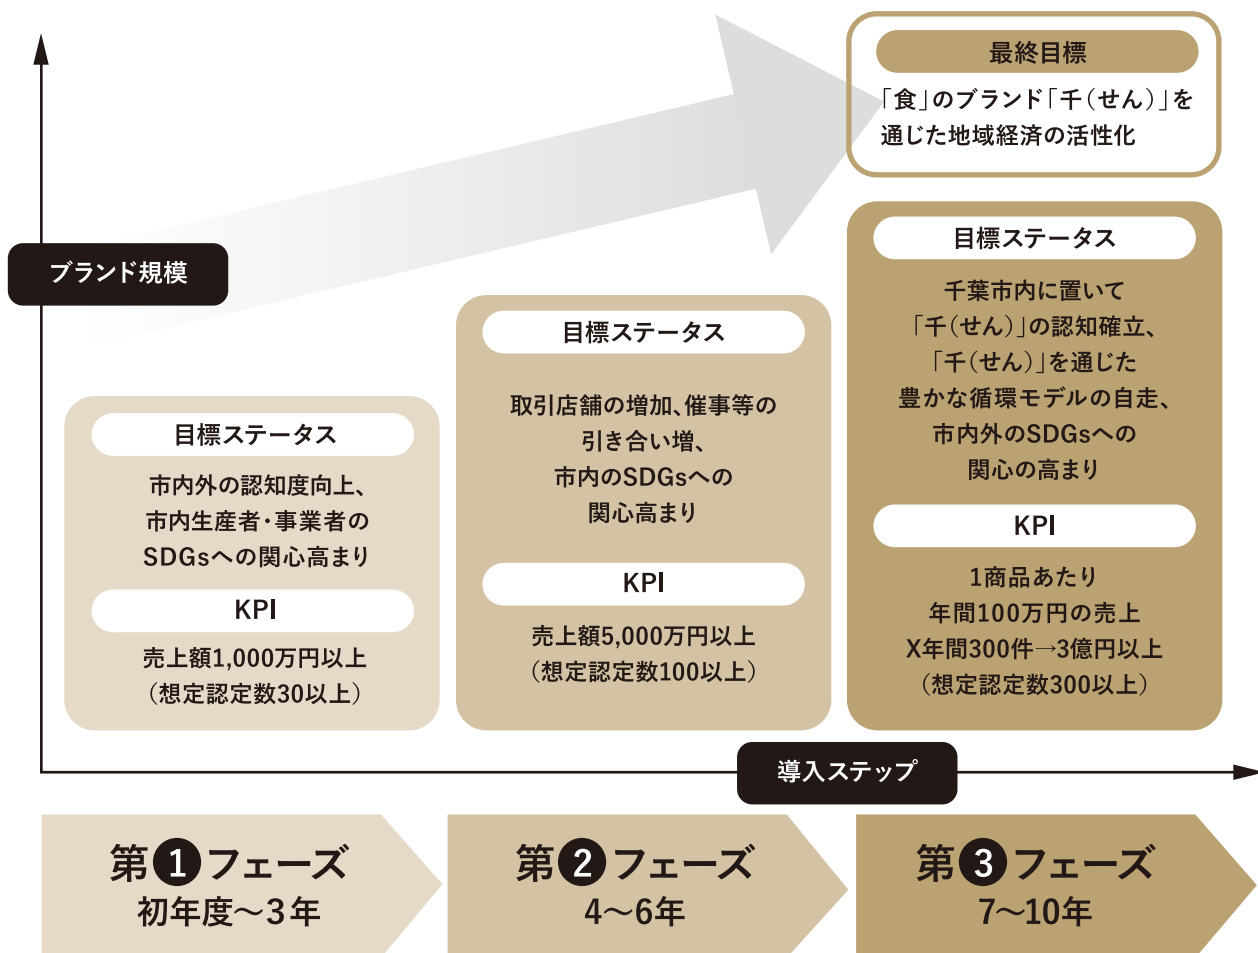 最終目標
「食」のブランド「千(せん)」を
通じた地域経済の活性化
ブランド規模
目標ステータス
市内外の認知度向上、
市内生産者・事業者の
SDGsへの関心高まり
KPI
売上額1,000万円以上
(想定認定数30以上)
目標ステータス
取引店舗の増加、催事等の
引き合い増、
市内のSDGsへの
関心高まり
KPI
売上額5,000万円以上
(想定認定数100以上)
目標ステータス
千葉市内に置いて
「千(せん)」の認知確立、
「千(せん)」を通じた
豊かな循環モデルの自走、
市内外のSDGsへの
関心の高まり
KPI
1商品あたり
年間100万円の売上
X年間300件→3億円以上
(想定認定数300以上)
導入ステップ
第❶フェーズ
初年度〜3年
第❷フェーズ
4〜6年
第❸フェーズ
7〜10年